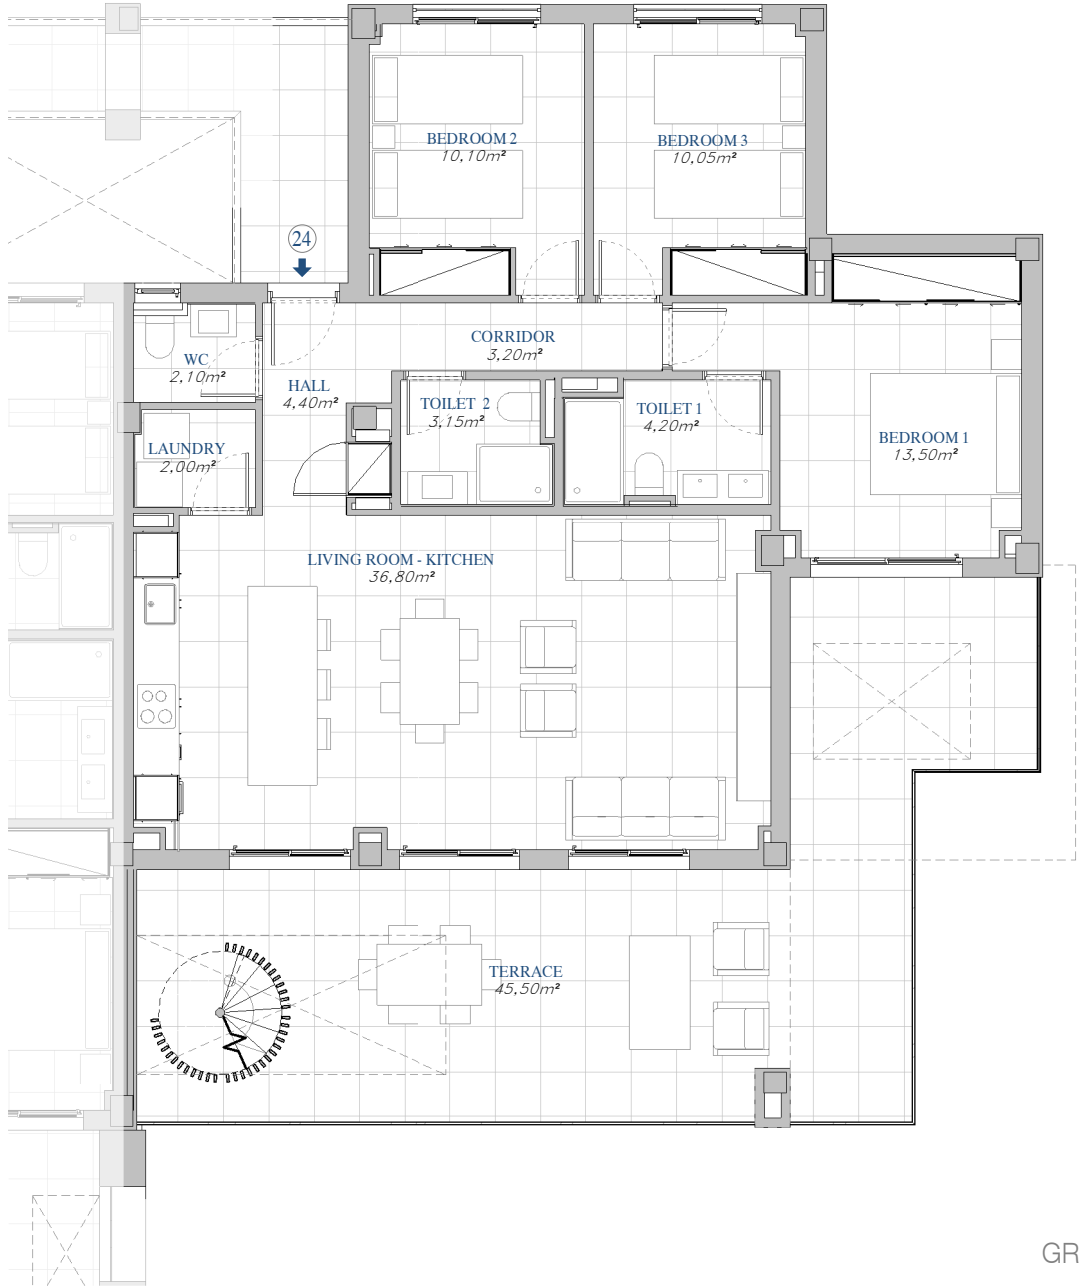 BEDROOM 2
10,10m²
BEDROOM 3
10,05m²
24
CORRIDOR
3,20m²
WC
2,10m²
HALL
4,40m²
TOILET 2
3,15m²
TOILET 1
4,20m²
BEDROOM 1
13,50m²
LAUNDRY
2,00m²
LIVING ROOM - KITCHEN
36,80m²
TERRACE
45,50m²
GR